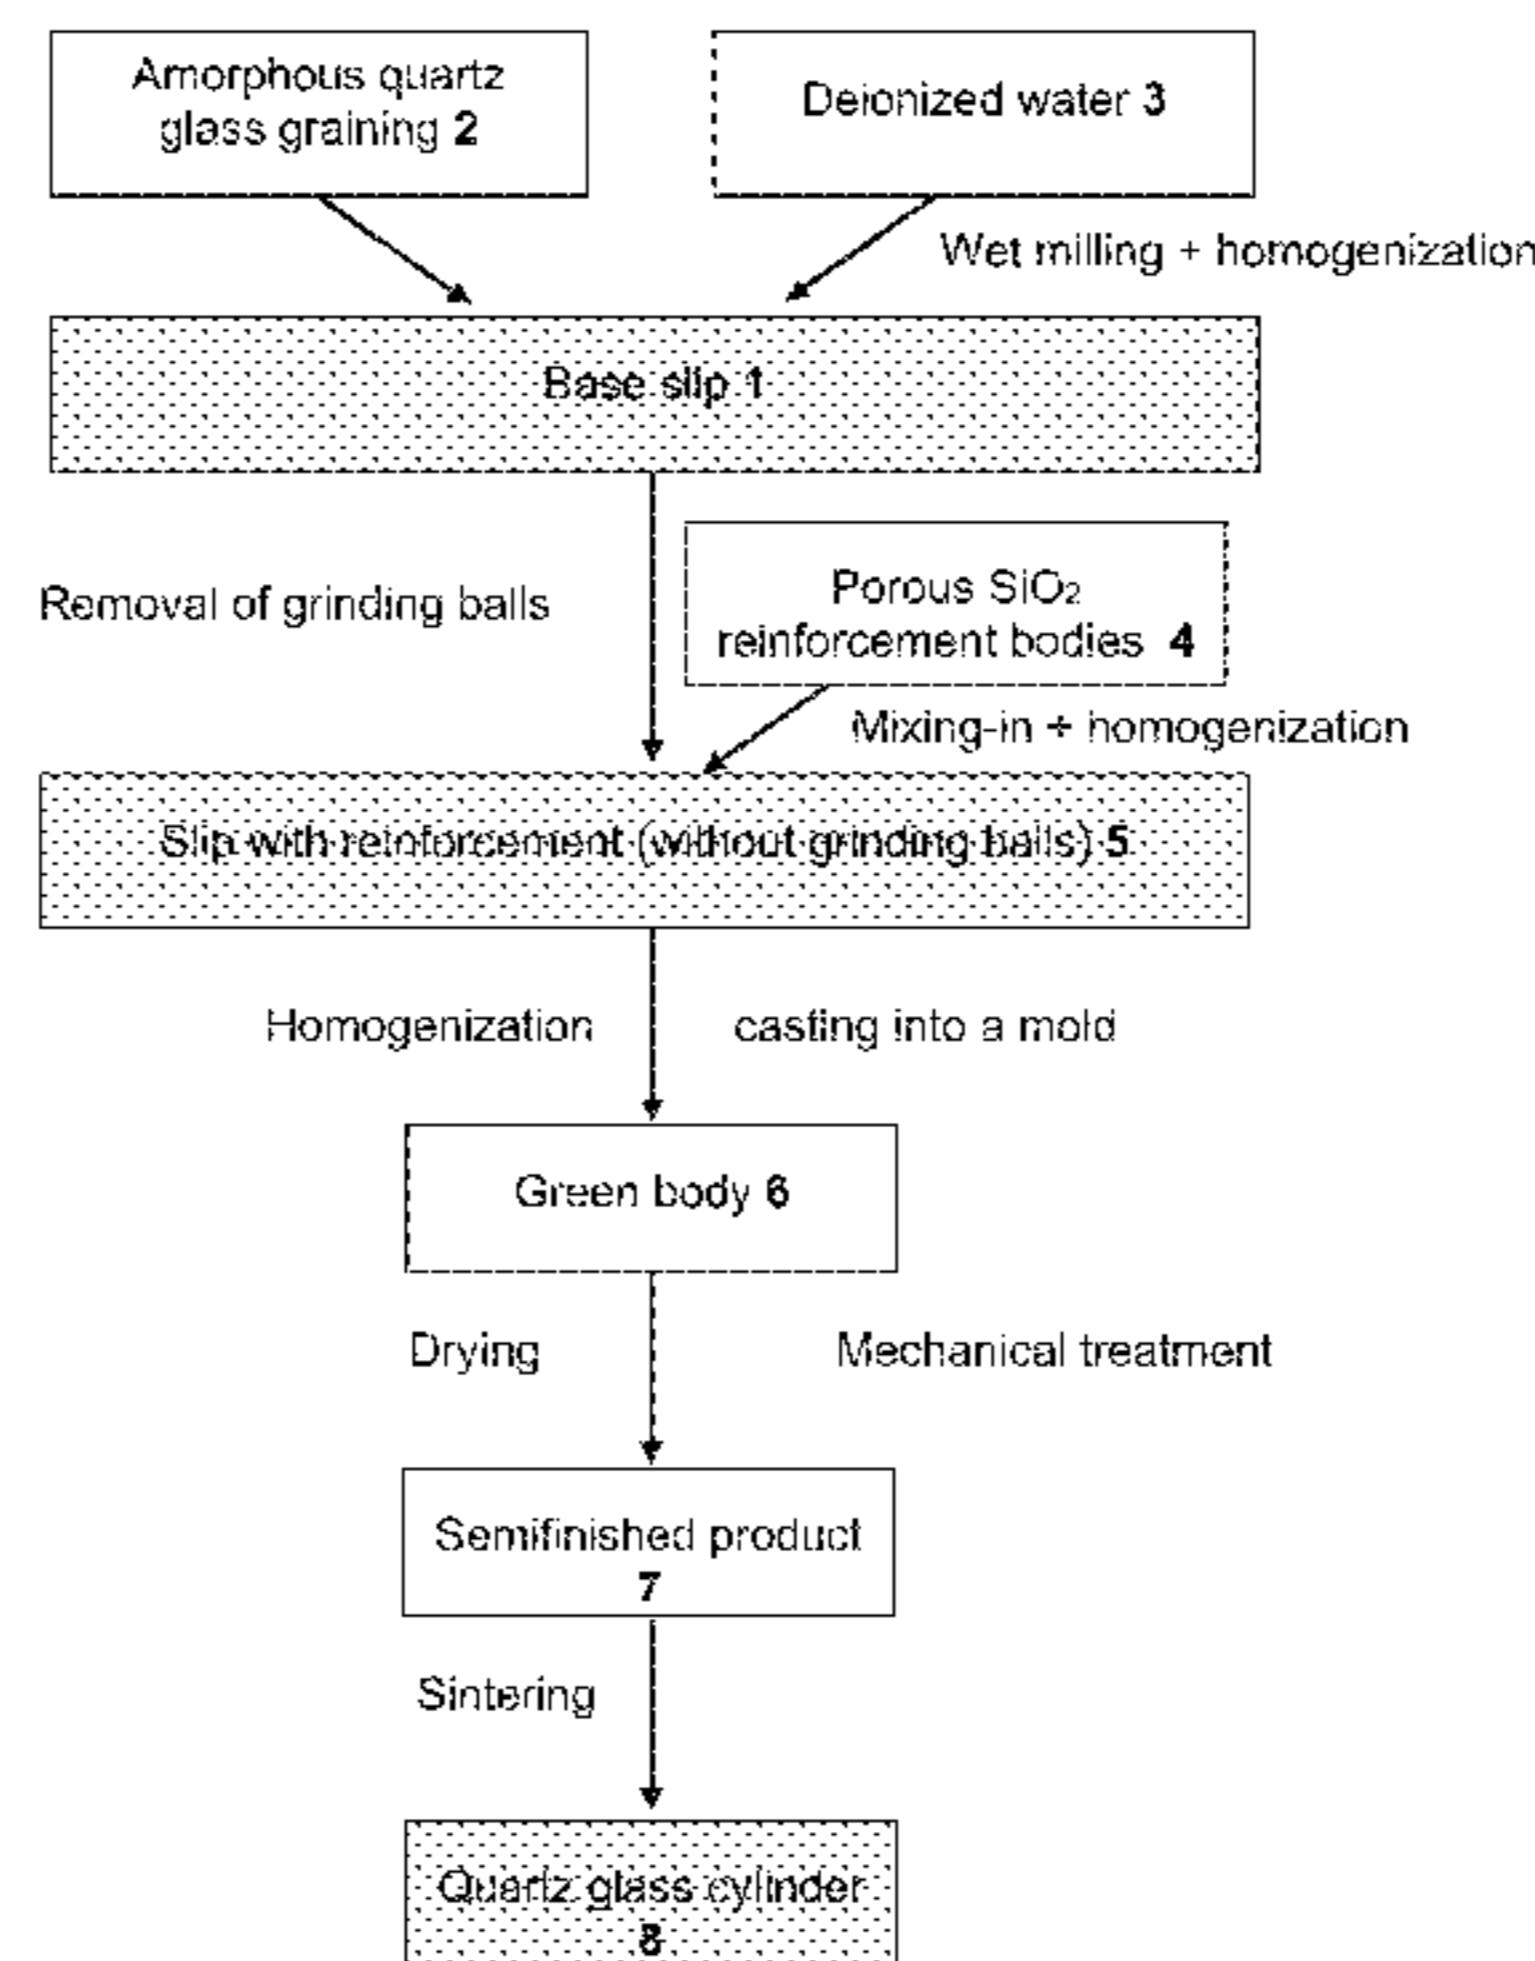 Amorphous quartz
glass graining 2
Deionized water 3
Wet milling + homogenization
Base slip 1
Removal of grinding balls
Porous SiO₂
reinforcement bodies 4
Mixing-in + homogenization
Slip with reinforcement (without grinding balls) 5
Homogenization
casting into a mold
Green body 6
Drying
Mechanical treatment
Semifinished product
7
Sintering
Quartz glass cylinder
8